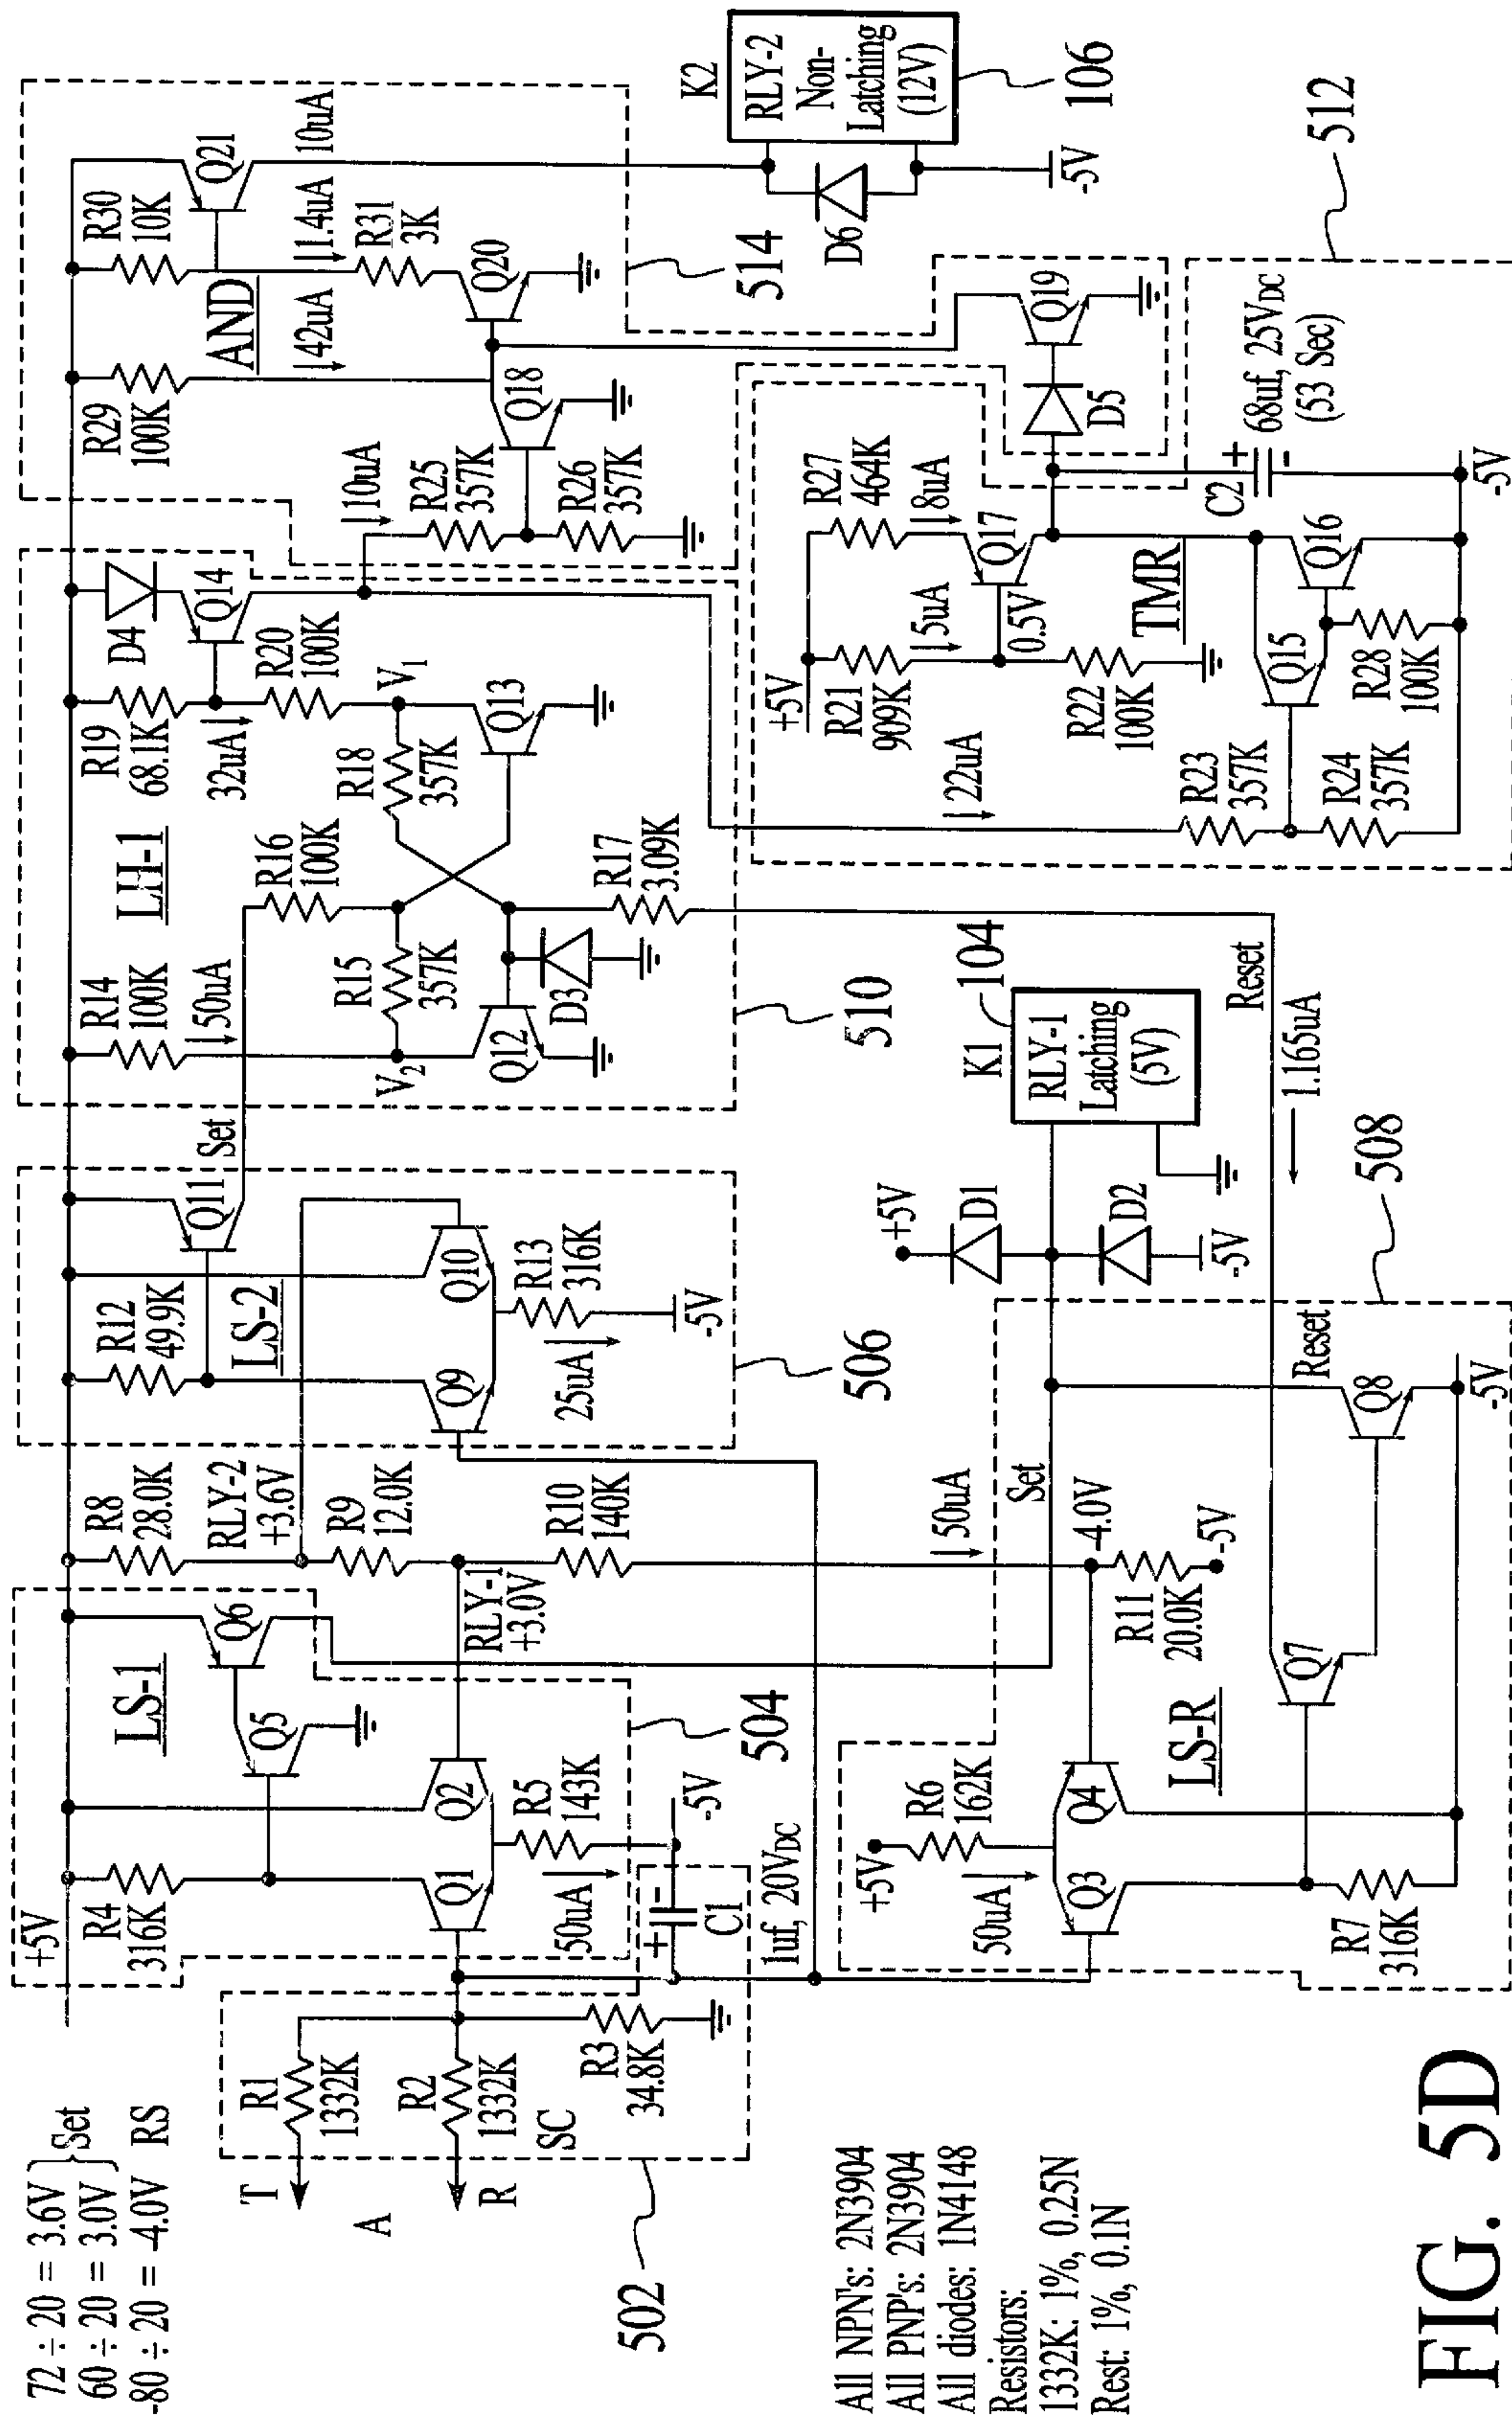 72 ÷ 20 = 3.6V } Set
60 ÷ 20 = 3.0V
-80 ÷ 20 = -4.0V RS
T
A
R
R1
1332K
R2
1332K
SC
R3
34.8K
502
+5V
R4
316K
LS-1
Q5
Q6
Q1
Q2
50uA
R5
143K
-5V
504
C1
+
-
1uf, 20VDC
R8
28.0K
RLY-2
+3.6V
R9
12.0K
RLY-1
+3.0V
R10
140K
50uA
-4.0V
R11
20.0K
-5V
R12
49.9K
LS-2
Q11
Set
Q9
Q10
25uA
R13
316K
-5V
506
R14
100K
50uA
LH-1
R16
100K
R19
68.1K
32uA
D4
Q14
R20
100K
V1
V2
R15
357K
R18
357K
Q12
Q13
D3
R17
3.09K
510
R29
100K
42uA
AND
R30
10K
1.4uA
R31
3K
Q21
10uA
Q20
Q18
10uA
R25
357K
R26
357K
514
K2
RLY-2
Non-
Latching
(12V)
106
D6
-5V
Q19
D5
+5V
R21
909K
5uA
R27
464K
8uA
Q17
0.5V
R22
100K
TMR
22uA
R23
357K
R24
357K
Q15
Q16
R28
100K
C2
+
-
68uf, 25VDC
(53 Sec)
-5V
512
K1
RLY-1
Latching
(5V)
104
+5V
D1
D2
-5V
Reset
1.165uA
508
Set
+5V
R6
162K
50uA
Q3
Q4
LS-R
R7
316K
Q7
Q8
Reset
-5V
All NPN's: 2N3904
All PNP's: 2N3904
All diodes: 1N4148
Resistors:
1332K: 1%, 0.25N
Rest: 1%, 0.1N
FIG. 5D